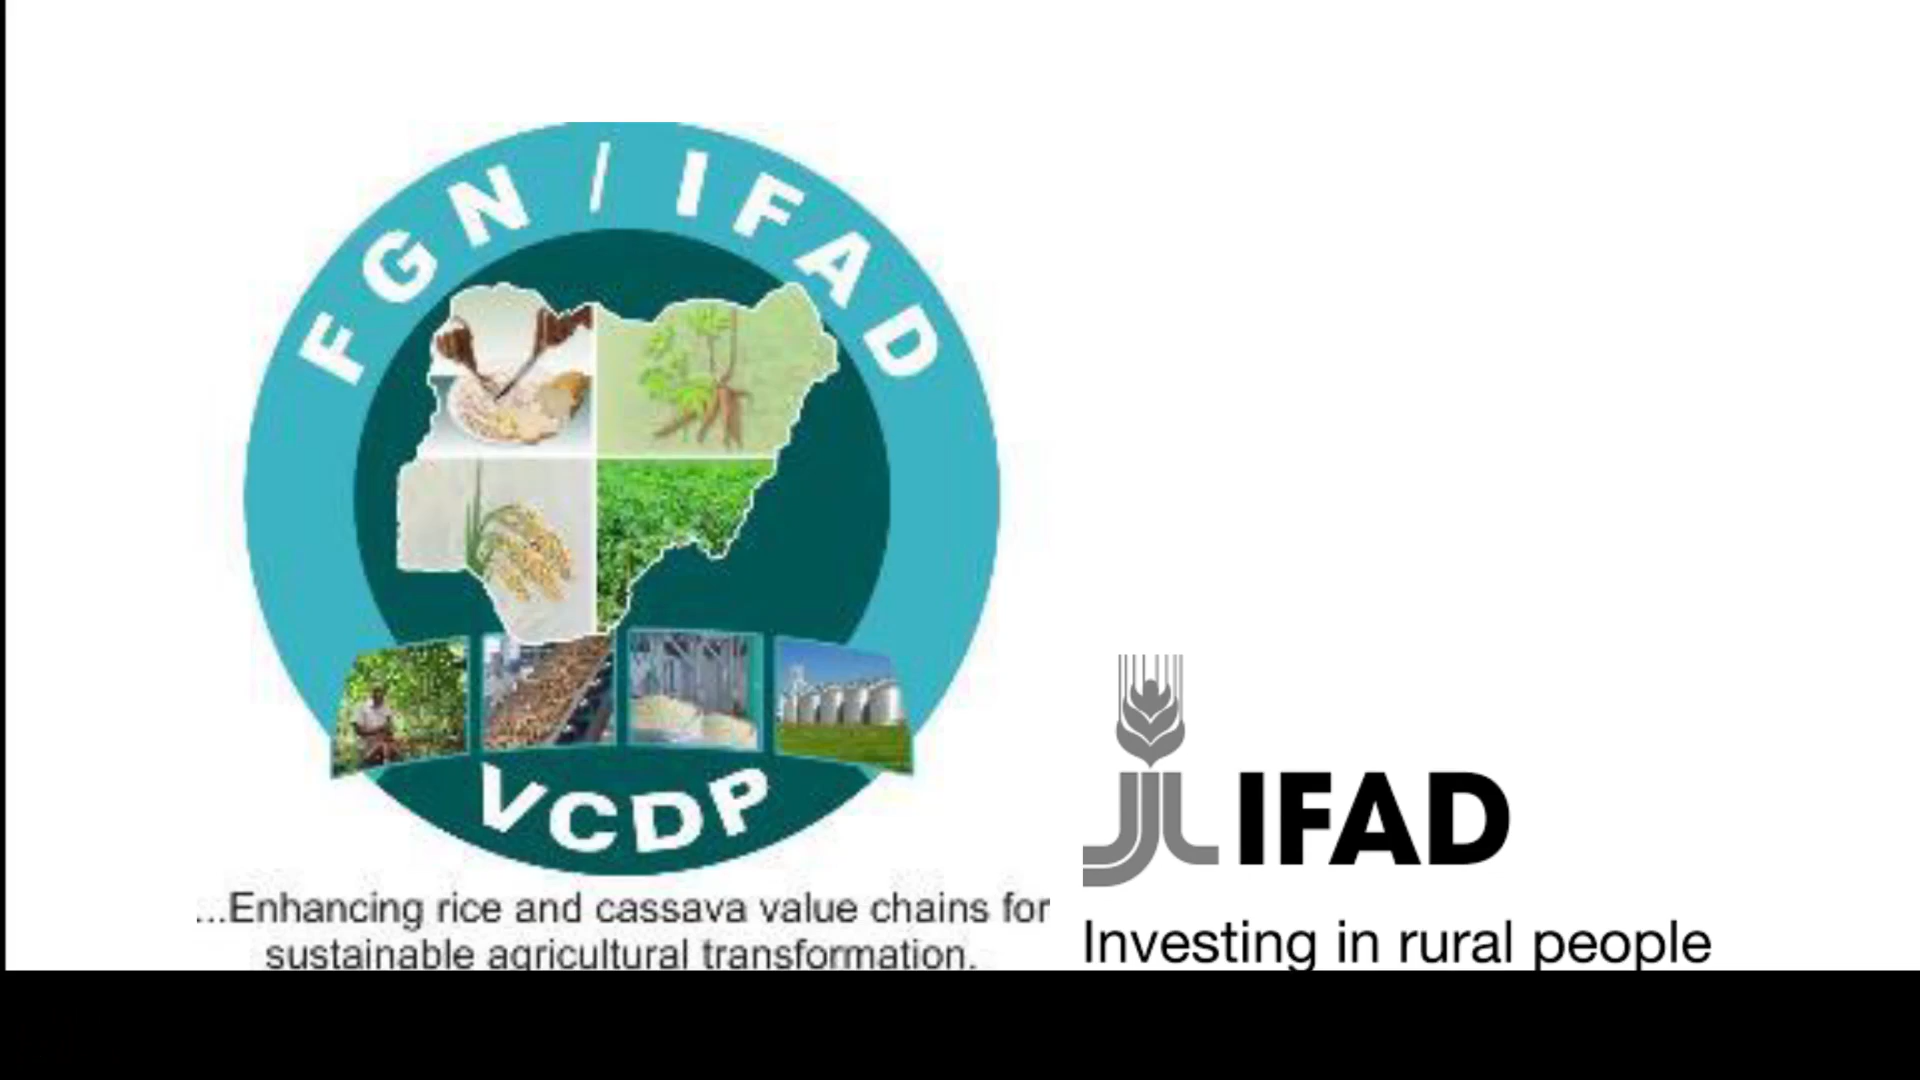 FGN / IFAD
VCDP
...Enhancing rice and cassava value chains for
sustainable agricultural transformation.
IFAD
Investing in rural people